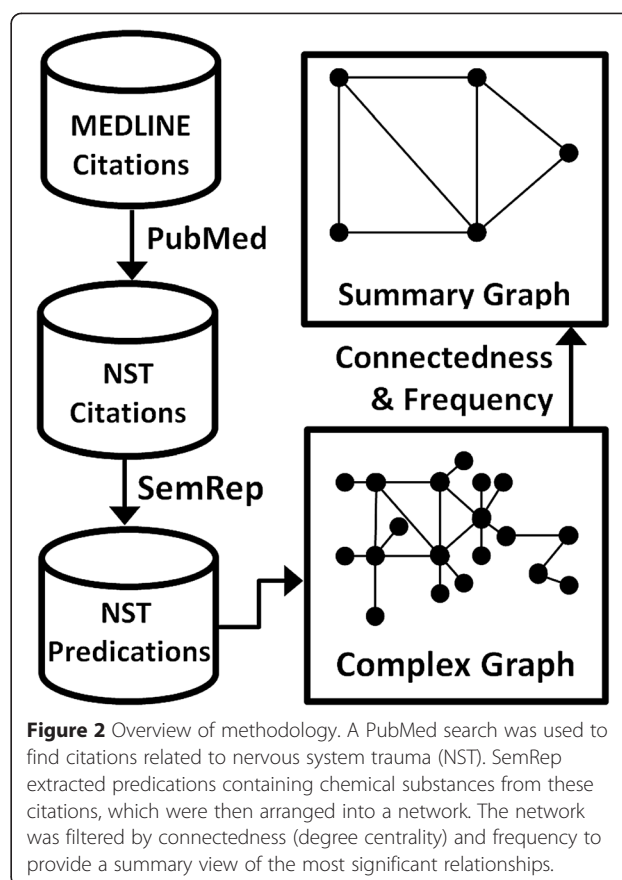 MEDLINE
Citations
PubMed
NST
Citations
SemRep
NST
Predications
Summary Graph
Connectedness
& Frequency
Complex Graph
Figure 2 Overview of methodology. A PubMed search was used to
find citations related to nervous system trauma (NST). SemRep
extracted predications containing chemical substances from these
citations, which were then arranged into a network. The network
was filtered by connectedness (degree centrality) and frequency to
provide a summary view of the most significant relationships.